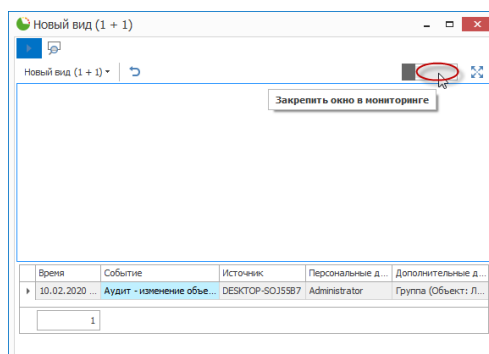 Новый вид (1 + 1)
Новый вид (1 + 1)
Закрепить окно в мониторинге
Время Событие Источник Персональные д... Дополнительные д...
10.02.2020 ... Аудит - изменение объе... DESKTOP-SOJ55B7 Administrator Группа (Объект: Л...
1